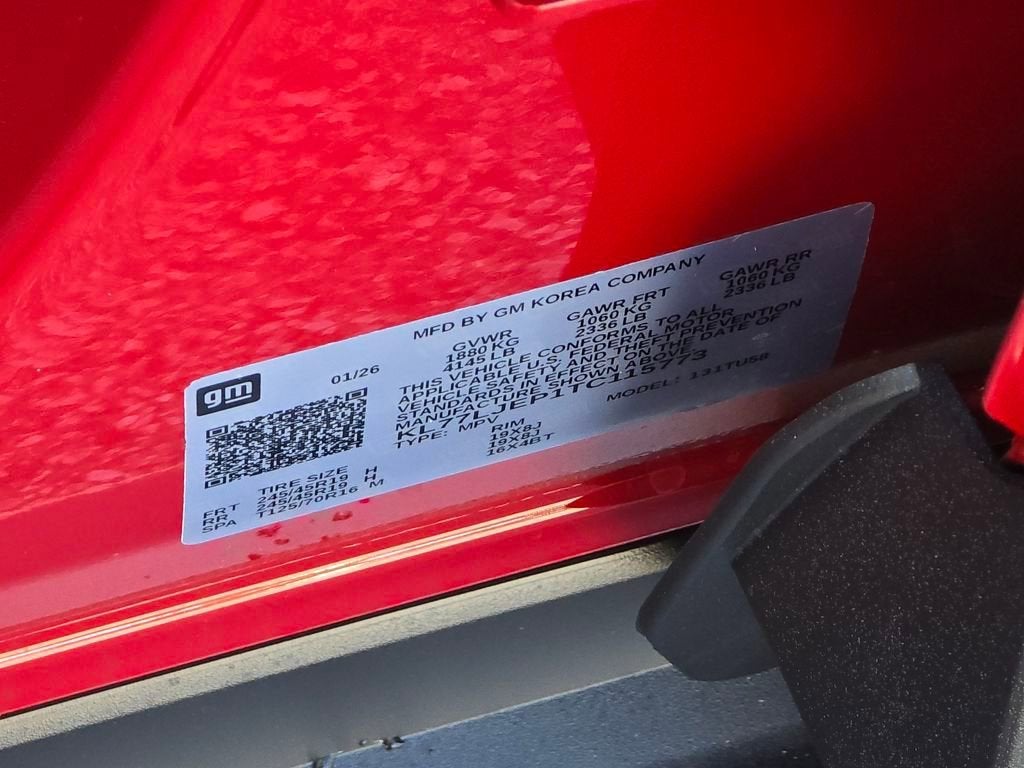 gm
01/26
MFD BY GM KOREA COMPANY
GVWR GAWR FRT GAWR RR
1880 KG 1060 KG 1060 KG
4145 LB 2336 LB 2336 LB
THIS VEHICLE CONFORMS TO ALL
APPLICABLE U.S. FEDERAL MOTOR
VEHICLE SAFETY AND THEFT PREVENTION
STANDARDS IN EFFECT ON THE DATE OF
MANUFACTURE SHOWN ABOVE.
KL77LJEP1TC115773
TYPE: MPV MODEL: 131TU58
TIRE SIZE RIM
FRT 245/45R19 H 19X8J
RR 245/45R19 H 19X8J
SPA T125/70R16 M 16X4BT